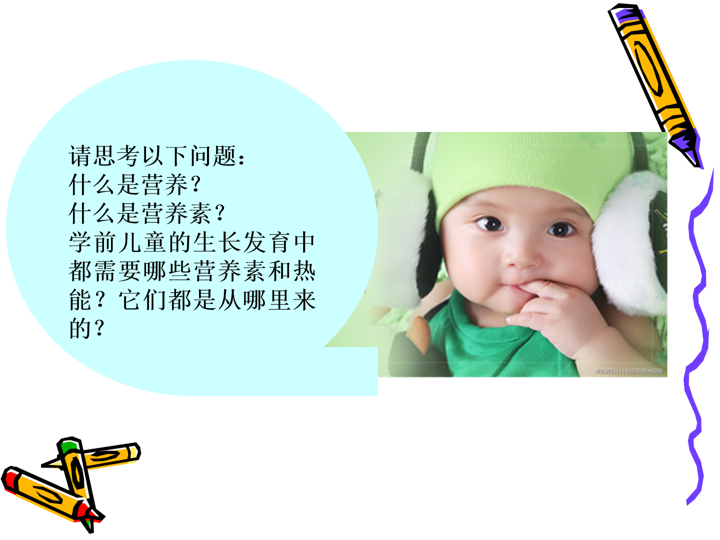 请思考以下问题：
什么是营养？
什么是营养素？
学前儿童的生长发育中
都需要哪些营养素和热
能？它们都是从哪里来
的？